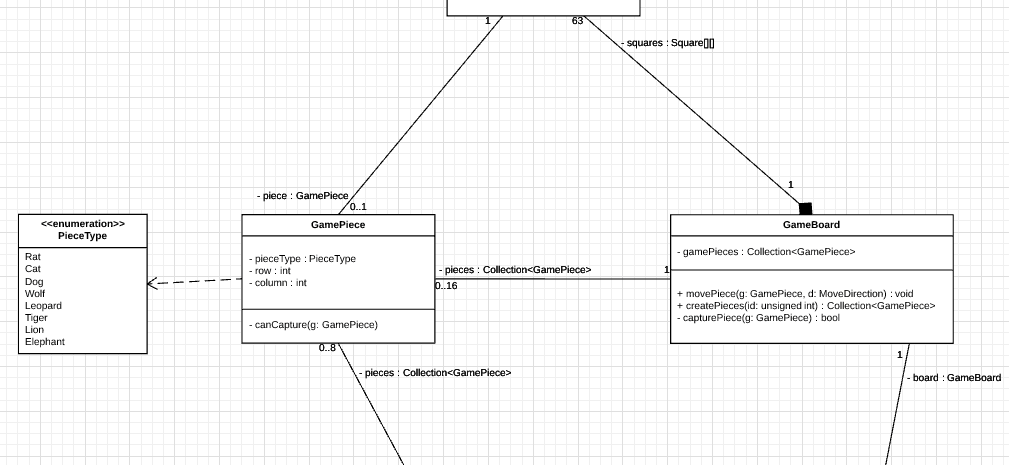 1
63
- squares : Square[][]
1
- piece : GamePiece
0..1
<<enumeration>>
PieceType
Rat
Cat
Dog
Wolf
Leopard
Tiger
Lion
Elephant
GamePiece
- pieceType : PieceType
- row : int
- column : int
- canCapture(g: GamePiece)
- pieces : Collection<GamePiece>
0..16
1
GameBoard
- gamePieces : Collection<GamePiece>
+ movePiece(g: GamePiece, d: MoveDirection) : void
+ createPieces(id: unsigned int) : Collection<GamePiece>
- capturePiece(g: GamePiece) : bool
0..8
- pieces : Collection<GamePiece>
1
- board : GameBoard